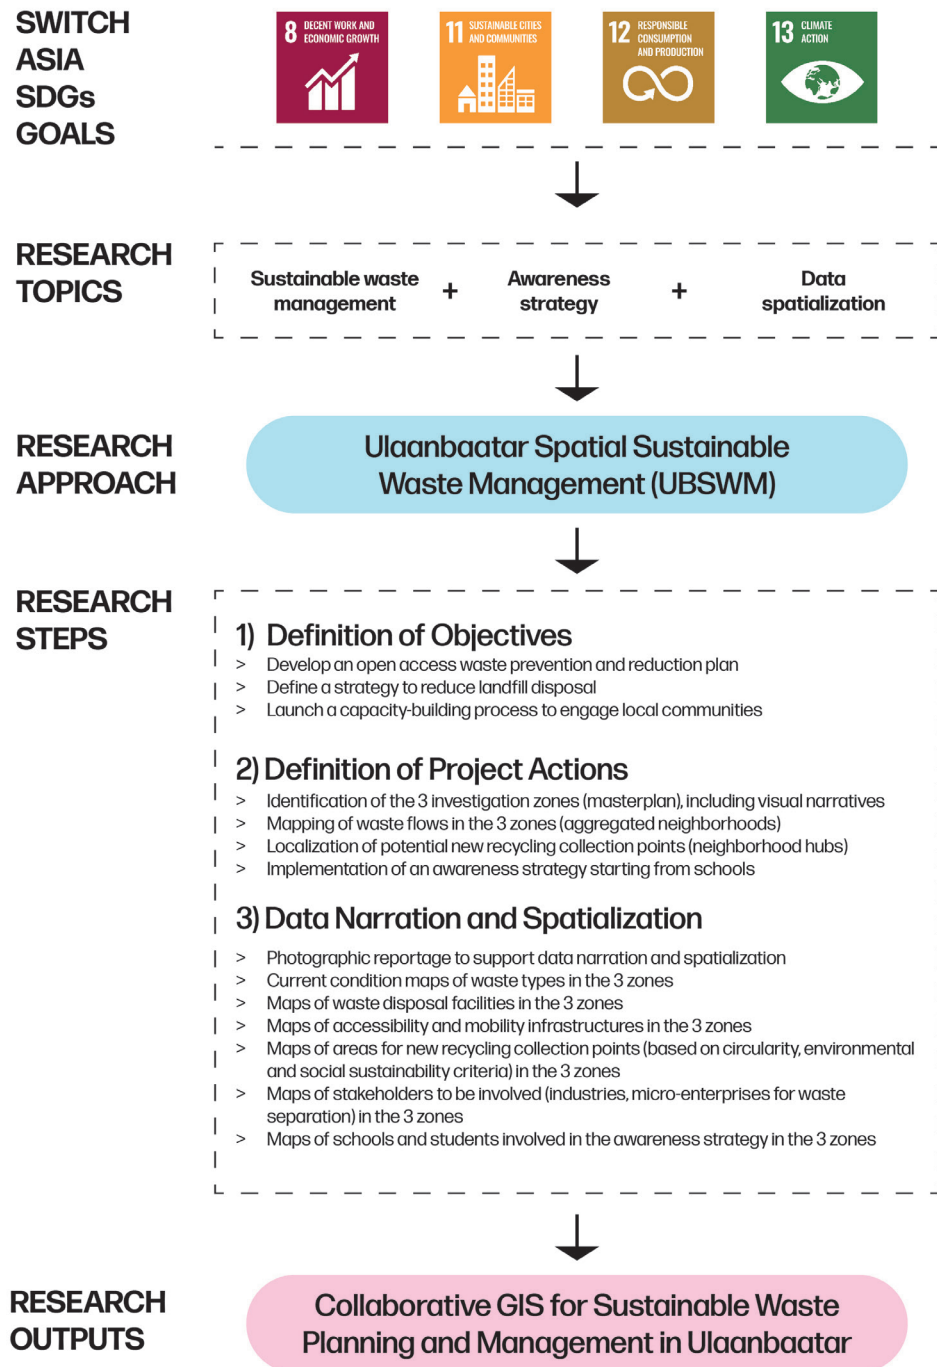 SWITCH
ASIA
SDGs
GOALS
8 DECENT WORK AND
ECONOMIC GROWTH
11 SUSTAINABLE CITIES
AND COMMUNITIES
12 RESPONSIBLE
CONSUMPTION
AND PRODUCTION
13 CLIMATE
ACTION
RESEARCH
TOPICS
Sustainable waste
management
+
Awareness
strategy
+
Data
spatialization
RESEARCH
APPROACH
Ulaanbaatar Spatial Sustainable
Waste Management (UBSWM)
RESEARCH
STEPS
1) Definition of Objectives
> Develop an open access waste prevention and reduction plan
> Define a strategy to reduce landfill disposal
> Launch a capacity-building process to engage local communities
2) Definition of Project Actions
> Identification of the 3 investigation zones (masterplan), including visual narratives
> Mapping of waste flows in the 3 zones (aggregated neighborhoods)
> Localization of potential new recycling collection points (neighborhood hubs)
> Implementation of an awareness strategy starting from schools
3) Data Narration and Spatialization
> Photographic reportage to support data narration and spatialization
> Current condition maps of waste types in the 3 zones
> Maps of waste disposal facilities in the 3 zones
> Maps of accessibility and mobility infrastructures in the 3 zones
> Maps of areas for new recycling collection points (based on circularity, environmental
and social sustainability criteria) in the 3 zones
> Maps of stakeholders to be involved (industries, micro-enterprises for waste
separation) in the 3 zones
> Maps of schools and students involved in the awareness strategy in the 3 zones
RESEARCH
OUTPUTS
Collaborative GIS for Sustainable Waste
Planning and Management in Ulaanbaatar